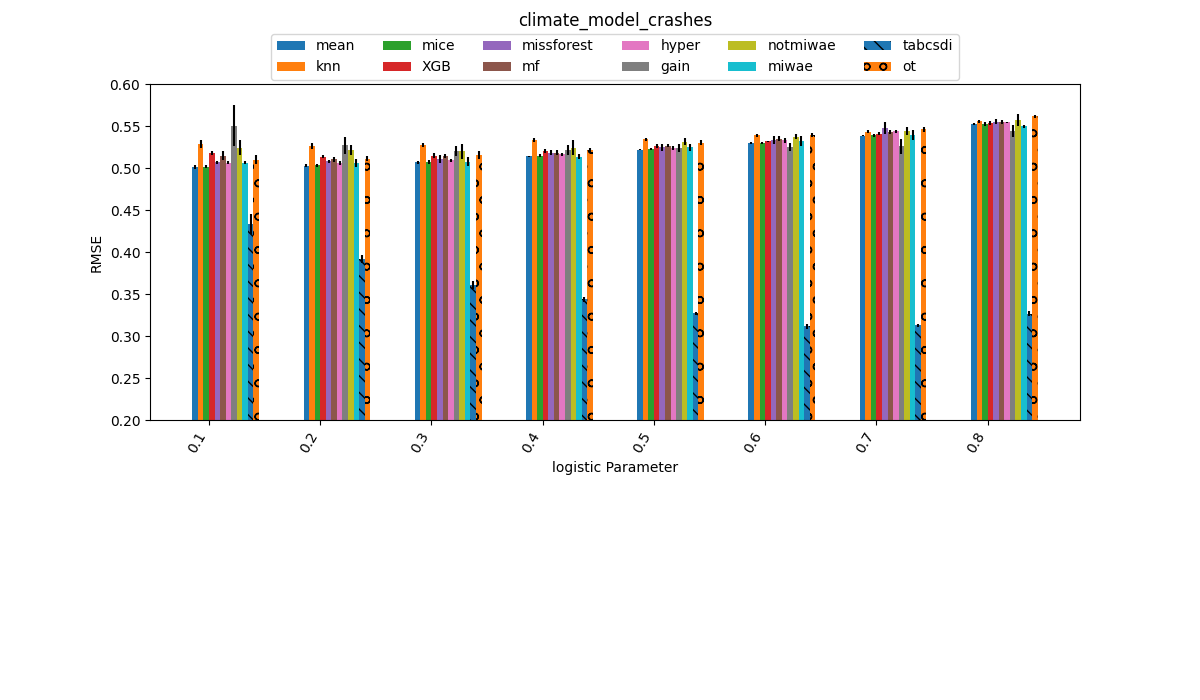 climate_model_crashes
mean mice missforest hyper notmiwae tabcsdi
knn XGB mf gain miwae ot
0.60
0.55
0.50
0.45
0.40
0.35
0.30
0.25
0.20
RMSE
0.1 0.2 0.3 0.4 0.5 0.6 0.7 0.8
logistic Parameter